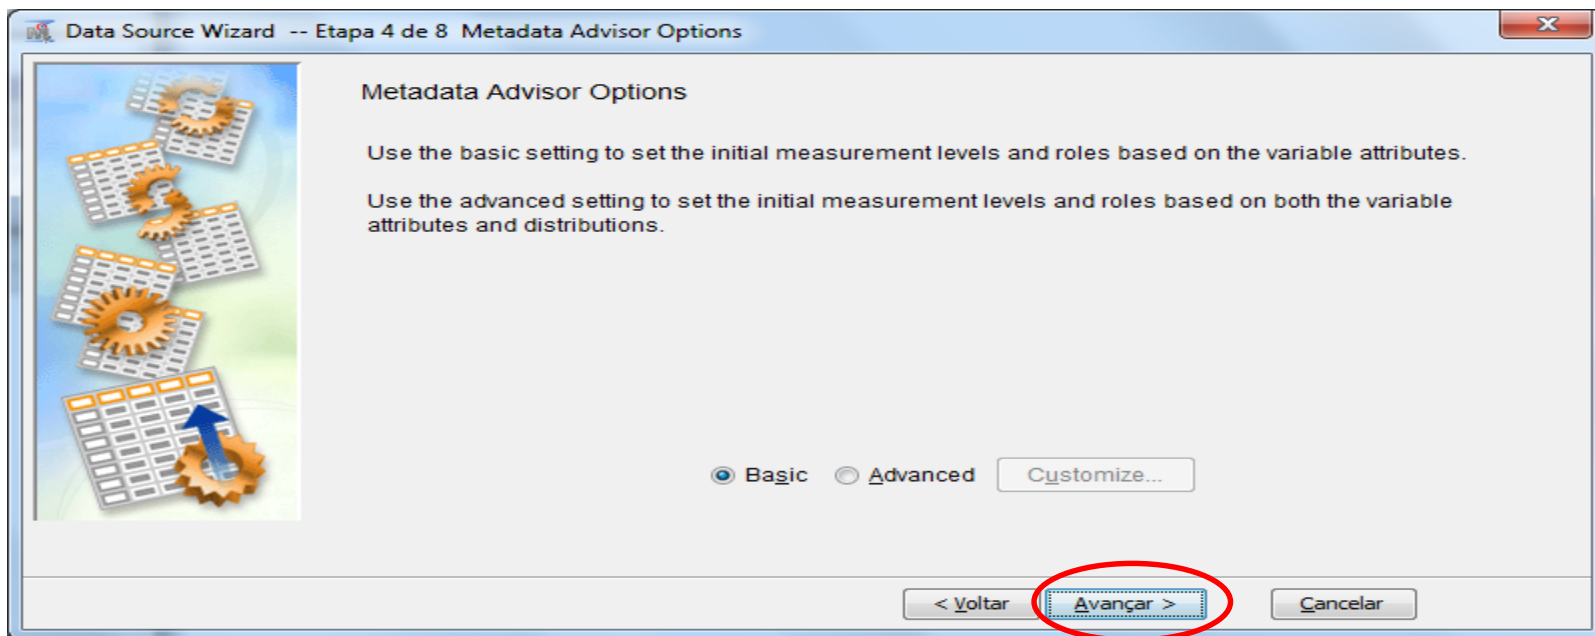 Data Source Wizard -- Etapa 4 de 8 Metadata Advisor Options
Metadata Advisor Options
Use the basic setting to set the initial measurement levels and roles based on the variable attributes.
Use the advanced setting to set the initial measurement levels and roles based on both the variable
attributes and distributions.
Basic Advanced Customize...
< Voltar Avançar > Cancelar